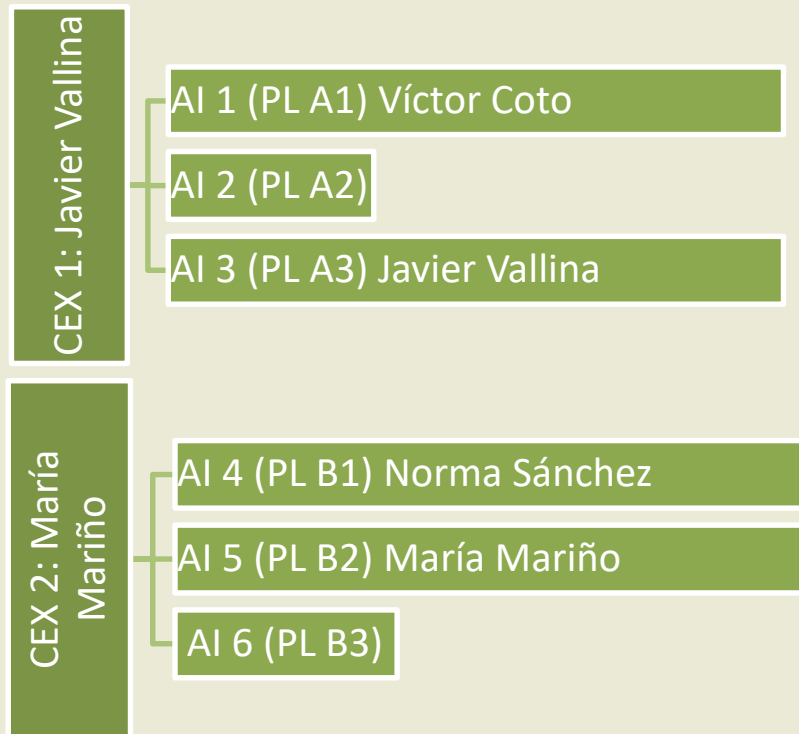 CEX 1: Javier Vallina
AI 1 (PL A1) Víctor Coto
AI 2 (PL A2)
AI 3 (PL A3) Javier Vallina
CEX 2: María
Mariño
AI 4 (PL B1) Norma Sánchez
AI 5 (PL B2) María Mariño
AI 6 (PL B3)